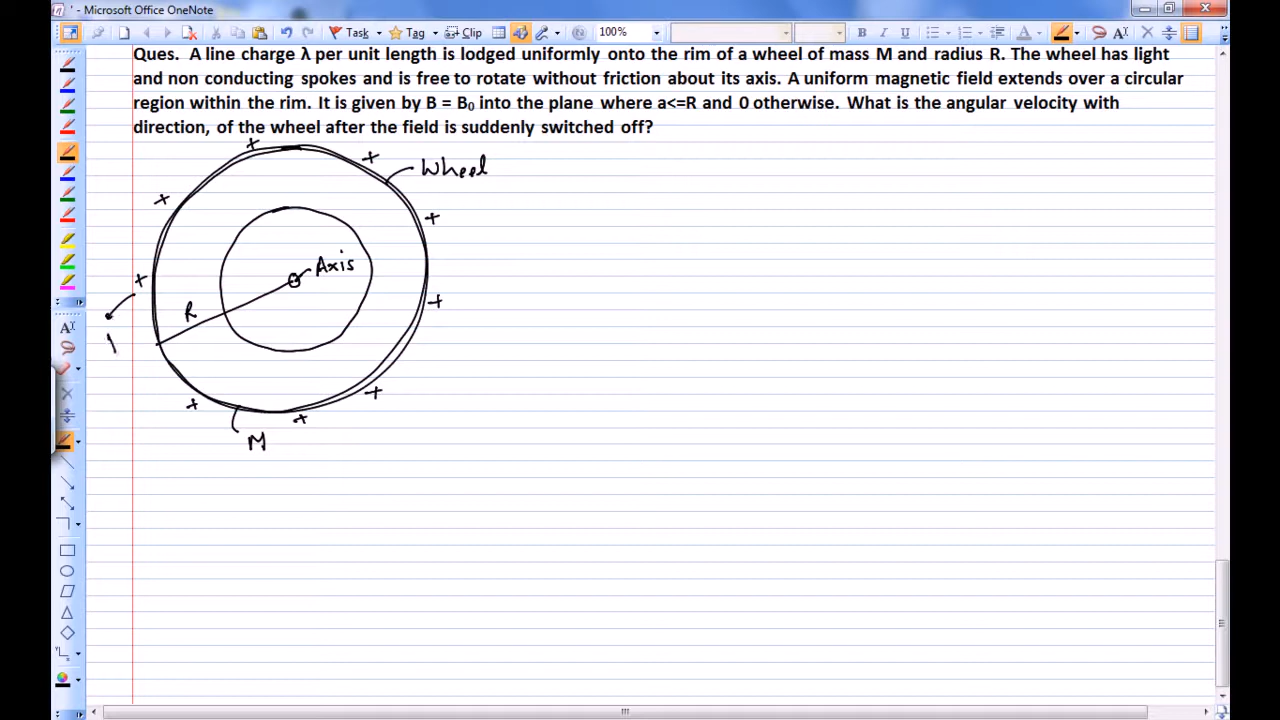 ' - Microsoft Office OneNote
Task
Tag
Clip
100%
B I U A
Ques. A line charge λ per unit length is lodged uniformly onto the rim of a wheel of mass M and radius R. The wheel has light
and non conducting spokes and is free to rotate without friction about its axis. A uniform magnetic field extends over a circular
region within the rim. It is given by B = B₀ into the plane where a<=R and 0 otherwise. What is the angular velocity with
direction, of the wheel after the field is suddenly switched off?
+ + + + + + + + + +
Wheel
Axis
R
M